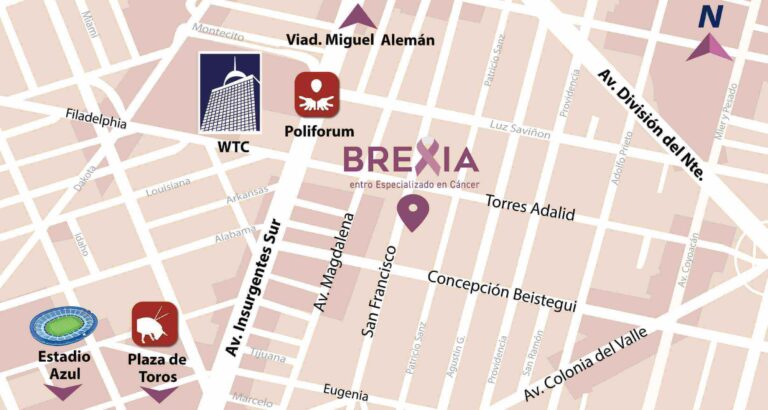 Miami
Montecito
Viad. Miguel Alemán
N
Patricio Sanz
Providencia
Av. División del Nte.
Mier y Pesado
Filadelphia
WTC
Poliforum
Luz Saviñon
Adolfo Prieto
BREXIA
entro Especializado en Cáncer
Dakota
Louisiana
Arkansas
Alabama
Idaho
Av. Insurgentes Sur
Av. Magdalena
San Francisco
Torres Adalid
Concepción Beistegui
Av. Coyoacán
Estadio
Azul
Plaza de
Toros
Tijuana
Marcelo
Eugenia
Patricio Sanz
Agustin G.
Providencia
San Ramón
Av. Colonia del Valle